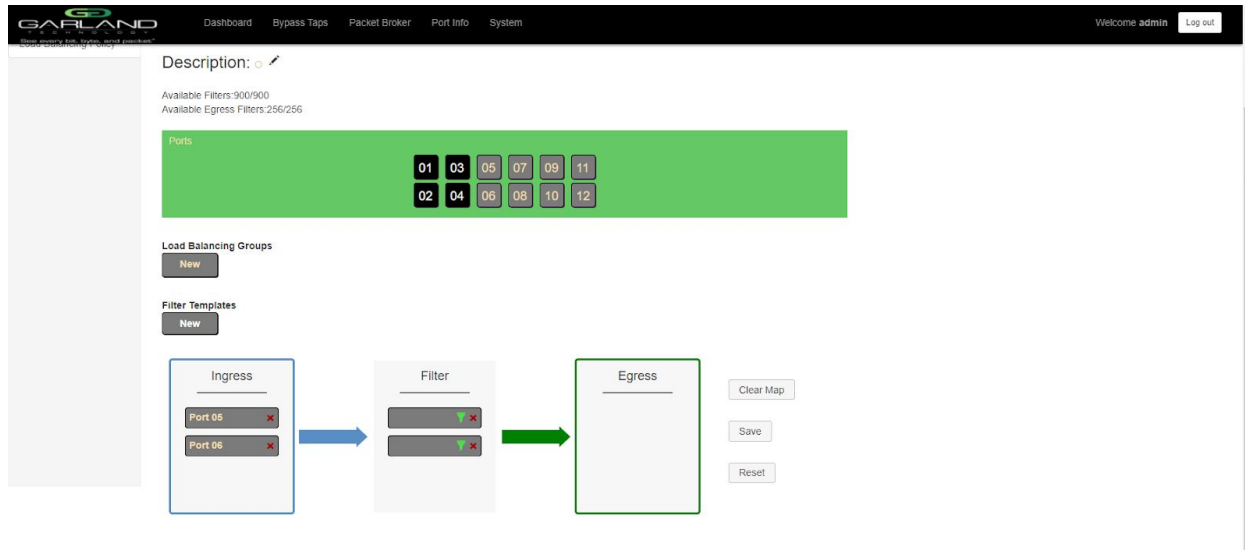 GARLAND
TECHNOLOGY
See every bit, byte, and packet.®
Dashboard Bypass Taps Packet Broker Port Info System
Welcome admin Log out
Load Balancing Policy
Description:
Available Filters:900/900
Available Egress Filters:256/256
Ports
01 03 05 07 09 11
02 04 06 08 10 12
Load Balancing Groups
New
Filter Templates
New
Ingress Filter Egress
Clear Map
Port 05 x x
Save
Port 06 x x
Reset